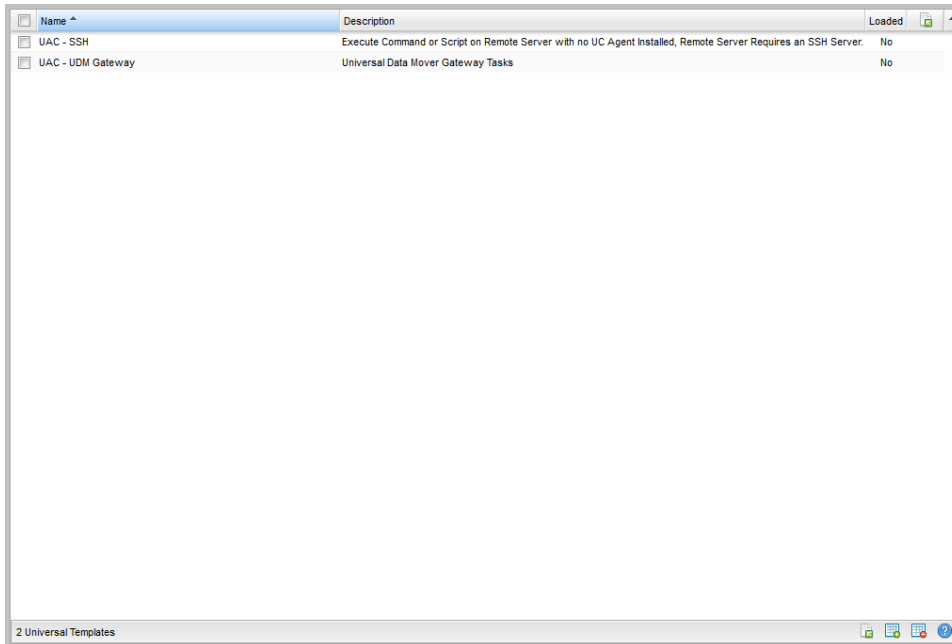 Name Description Loaded
UAC - SSH Execute Command or Script on Remote Server with no UC Agent Installed, Remote Server Requires an SSH Server. No
UAC - UDM Gateway Universal Data Mover Gateway Tasks No
2 Universal Templates
?